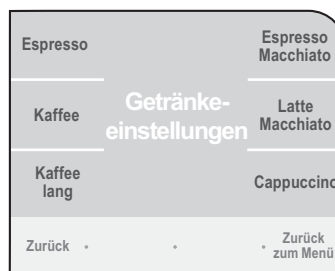 Espresso
Espresso
Macchiato
Getränke-
einstellungen
Kaffee
Latte
Macchiato
Kaffee
lang
Cappuccino
Zurück
Zurück
zum Menü